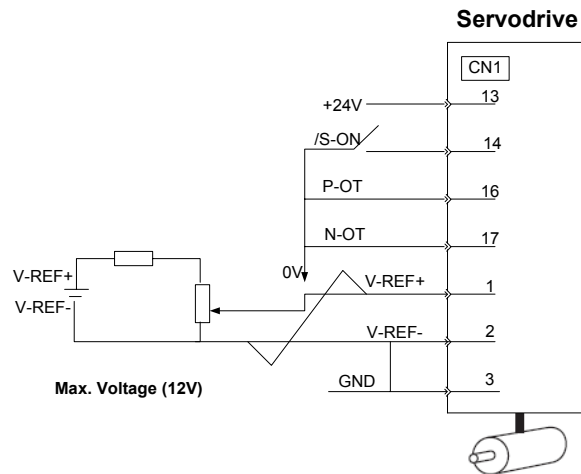 Servodrive
CN1
+24V 13
/S-ON 14
P-OT 16
N-OT 17
0V
V-REF+ 1
V-REF+
V-REF-
V-REF- 2
Max. Voltage (12V)
GND 3